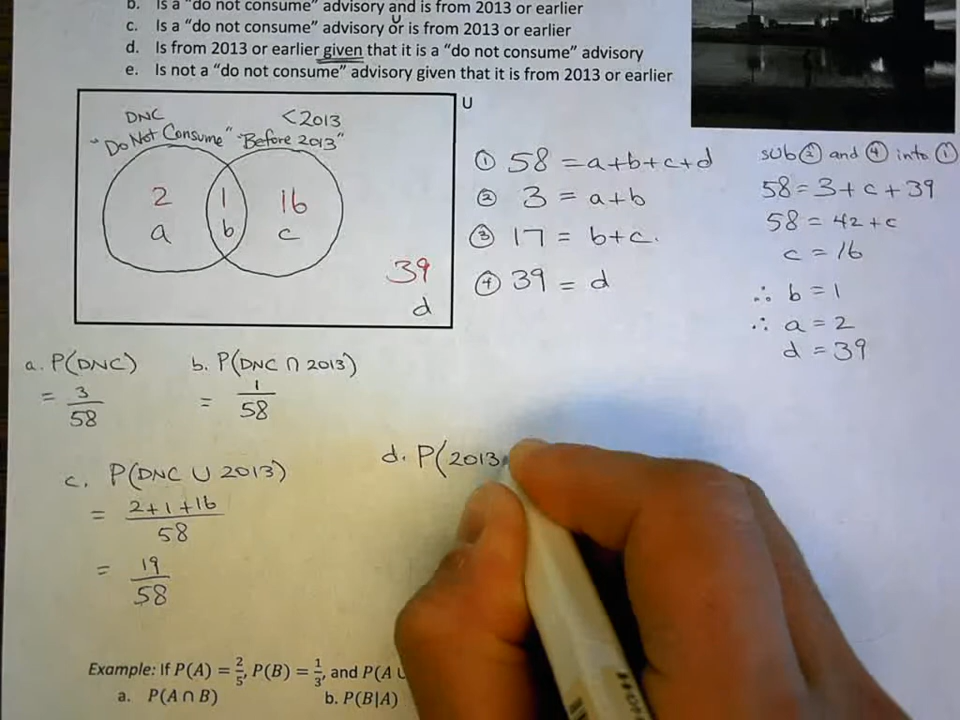 b. Is a "do not consume" advisory and is from 2013 or earlier
U
c. Is a "do not consume" advisory or is from 2013 or earlier
d. Is from 2013 or earlier given that it is a "do not consume" advisory
e. Is not a "do not consume" advisory given that it is from 2013 or earlier
U
DNC <2013
"Do Not Consume" "Before 2013"
2 1 16
a b c
39
d
① 58 = a+b+c+d
② 3 = a+b
③ 17 = b+c.
④ 39 = d
sub ② and ④ into ①
58 = 3 + c + 39
58 = 42 + c
c = 16
∴ b = 1
∴ a = 2
d = 39
a. P(DNC)
= 3/58
b. P(DNC ∩ 2013)
= 1/58
c. P(DNC ∪ 2013)
= 2+1+16/58
= 19/58
d. P(2013
Example: If P(A) = 2/5, P(B) = 1/3, and P(A ∪
a. P(A ∩ B) b. P(B|A)